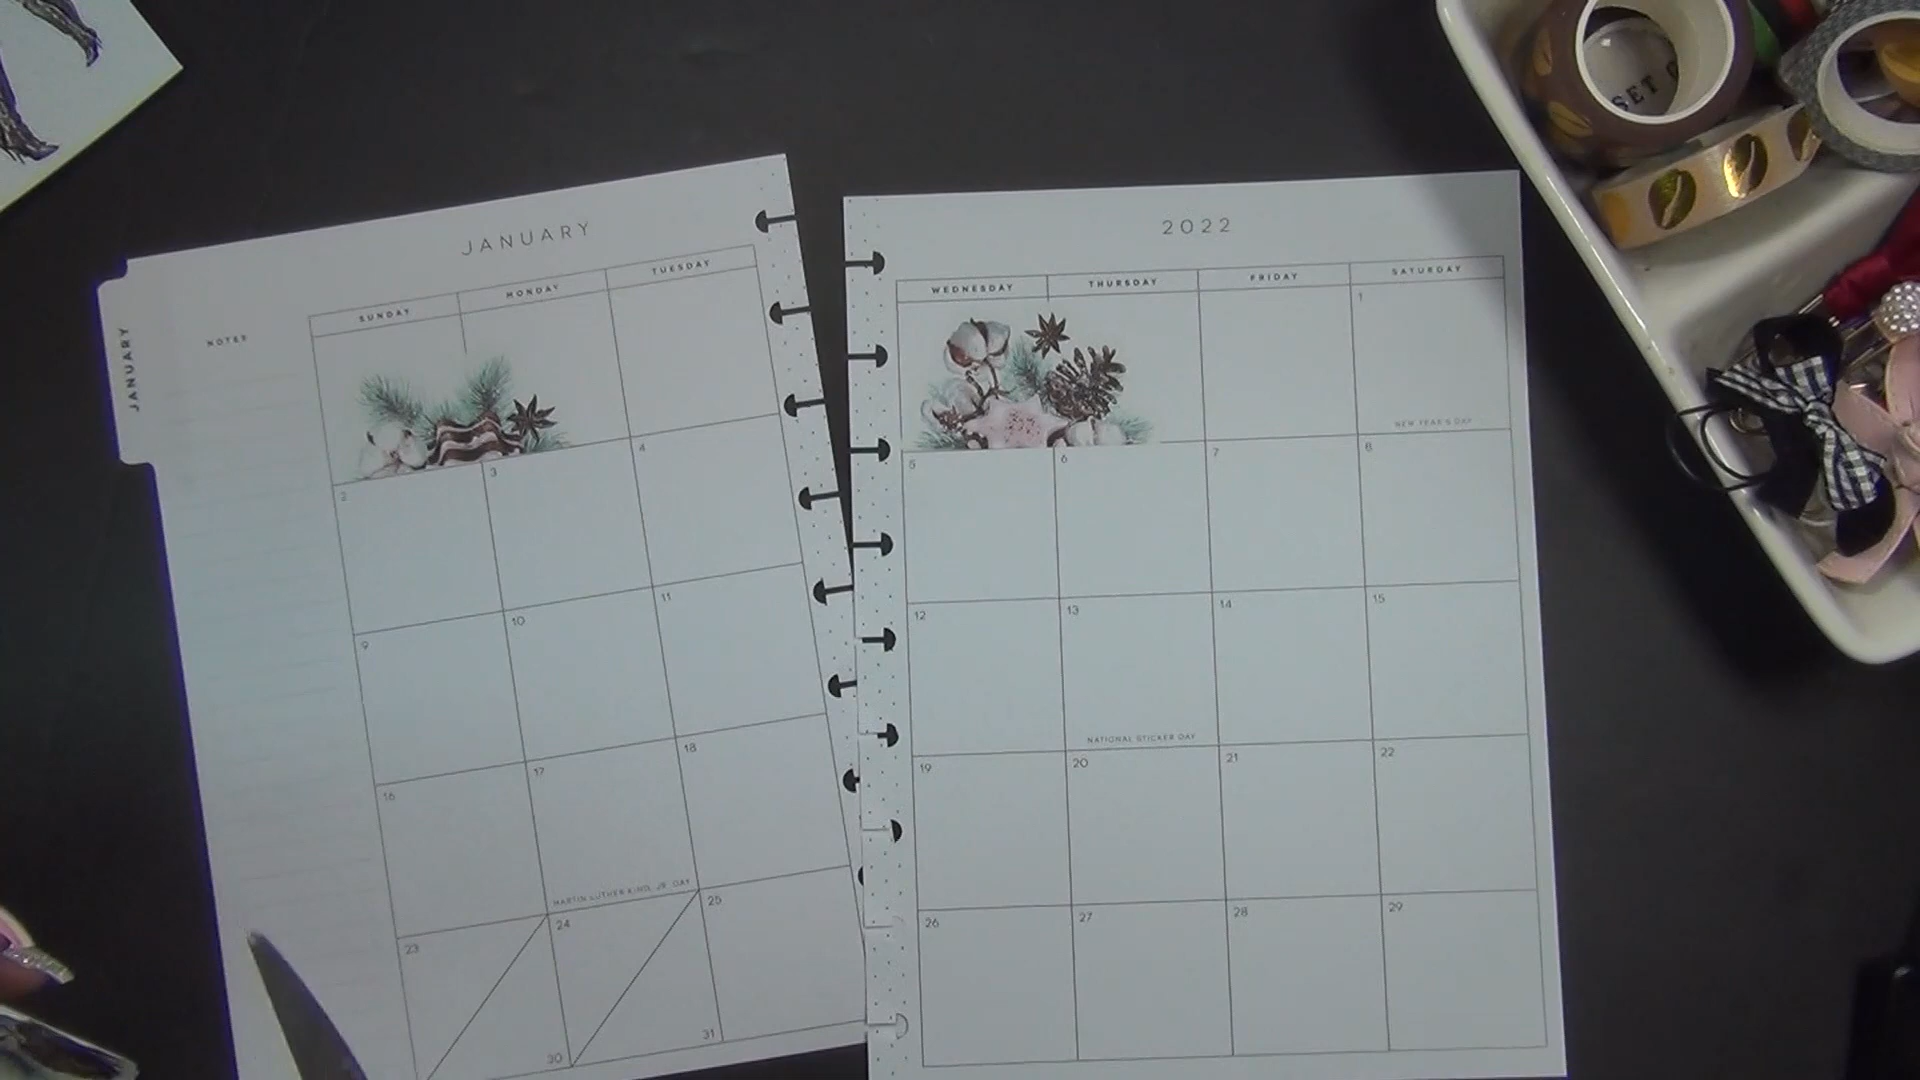 SET
JANUARY
JANUARY
NOTES
SUNDAY MONDAY TUESDAY
2 3 4
9 10 11
16 17 18
MARTIN LUTHER KING, JR. DAY
23 24 25
30 31
2022
WEDNESDAY THURSDAY FRIDAY SATURDAY
1
NEW YEAR'S DAY
5 6 7 8
12 13 14 15
NATIONAL STICKER DAY
19 20 21 22
26 27 28 29